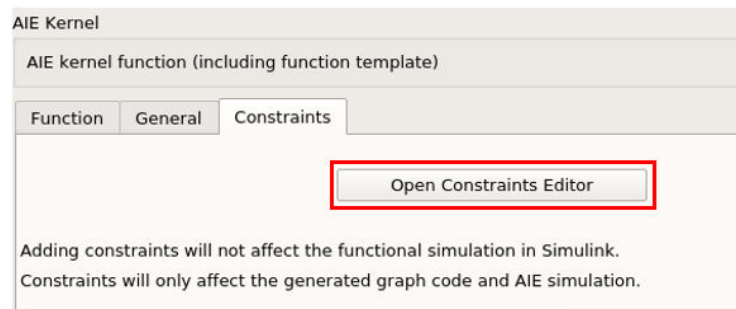 AIE Kernel
AIE kernel function (including function template)
Function General Constraints
Open Constraints Editor
Adding constraints will not affect the functional simulation in Simulink.
Constraints will only affect the generated graph code and AIE simulation.